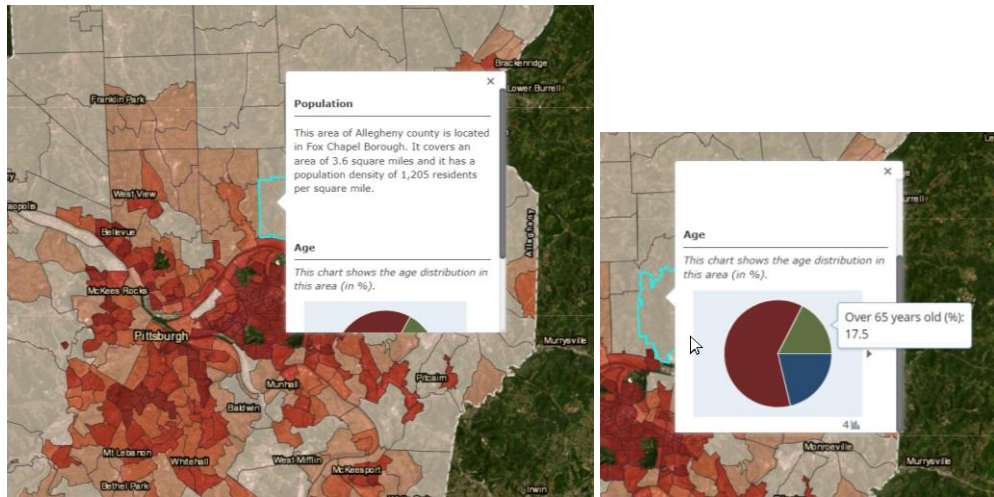 Brackenridge
Lower Burrell
Franklin Park
×
Population
This area of Allegheny county is located
in Fox Chapel Borough. It covers an
area of 3.6 square miles and it has a
population density of 1,205 residents
per square mile.
West View
Bellevue
Allegheny
Age
This chart shows the age distribution in
this area (in %).
McKees Rocks
Pittsburgh
Murrysville
Munhall
Pitcairn
Baldwin
Mt Lebanon
Whitehall
West Mifflin
McKeesport
Bethel Park
Irwin
×
Age
This chart shows the age distribution in
this area (in %).
Over 65 years old (%):
17.5
4
Monroeville
Murrysville